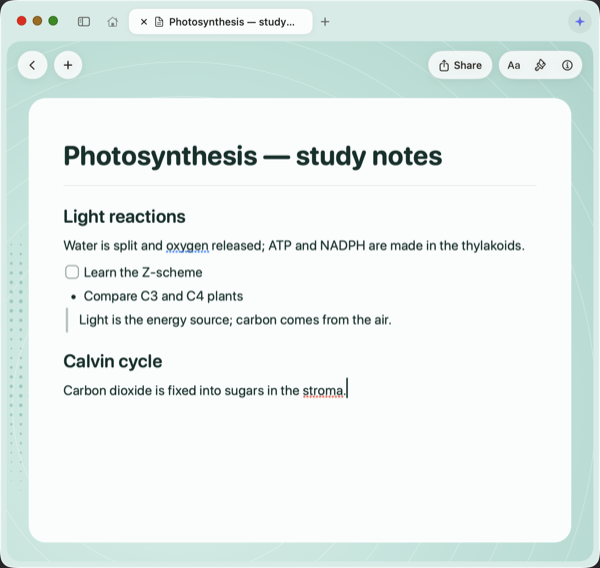 Photosynthesis — study...
Share
Aa
Photosynthesis — study notes
Light reactions
Water is split and oxygen released; ATP and NADPH are made in the thylakoids.
Learn the Z-scheme
• Compare C3 and C4 plants
Light is the energy source; carbon comes from the air.
Calvin cycle
Carbon dioxide is fixed into sugars in the stroma.